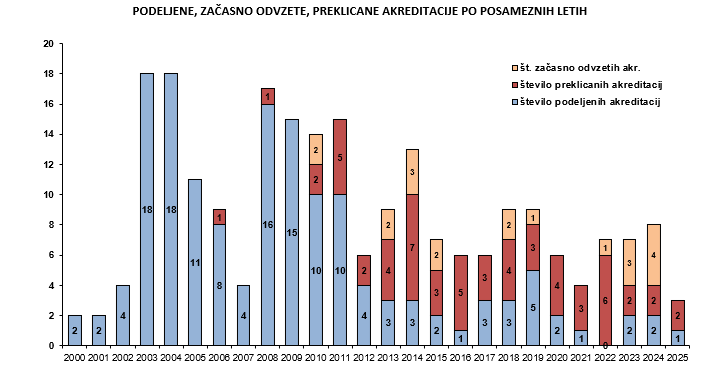 PODELJENE, ZAČASNO ODVZETE, PREKLICANE AKREDITACIJE PO POSAMEZNIH LETIH
20
18
16
14
12
10
8
6
4
2
0
št. začasno odvzetih akr.
število preklicanih akreditacij
število podeljenih akreditacij
2 2 4 18 18 11 8 4 16 15 10 10 4 3 3 2 1 3 3 5 2 1 0 2 2 1
1 1 2 5 2 4 7 3 5 3 4 3 4 3 6 2 2 2
2 2 3 2 2 1 1 3 4
2000 2001 2002 2003 2004 2005 2006 2007 2008 2009 2010 2011 2012 2013 2014 2015 2016 2017 2018 2019 2020 2021 2022 2023 2024 2025